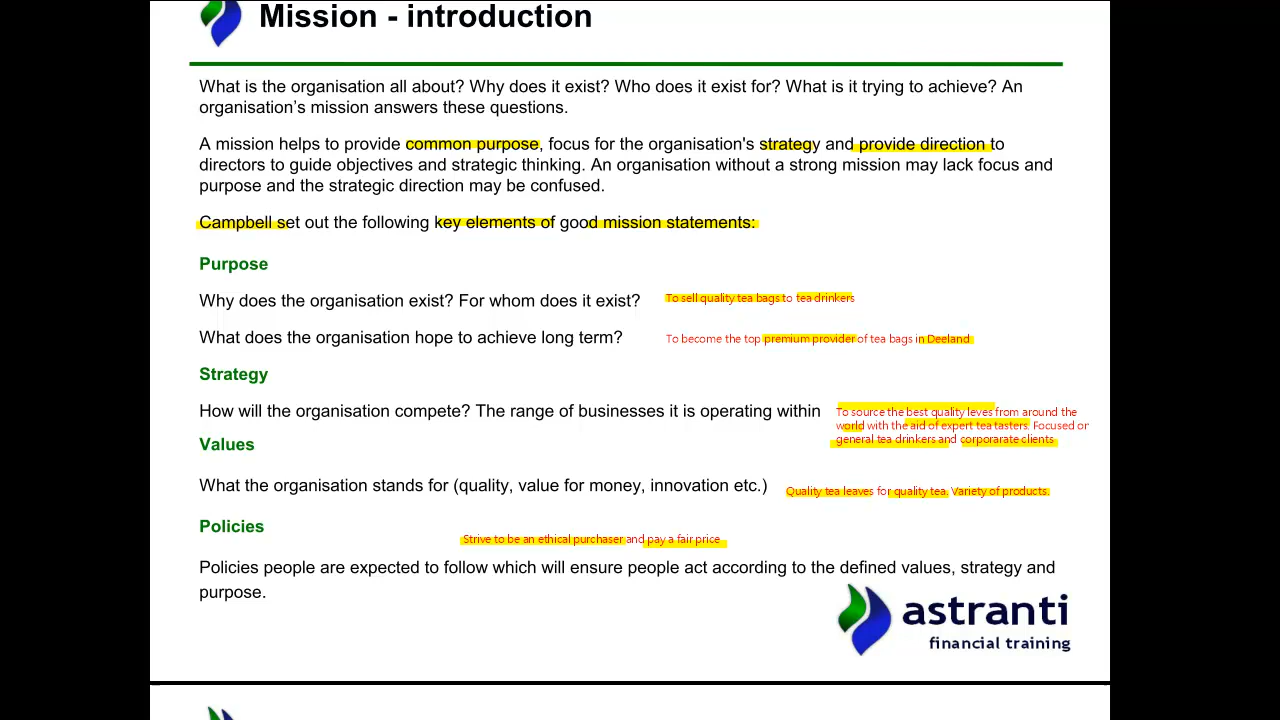 Mission - introduction
What is the organisation all about? Why does it exist? Who does it exist for? What is it trying to achieve? An
organisation's mission answers these questions.
A mission helps to provide common purpose, focus for the organisation's strategy and provide direction to
directors to guide objectives and strategic thinking. An organisation without a strong mission may lack focus and
purpose and the strategic direction may be confused.
Campbell set out the following key elements of good mission statements:
Purpose
Why does the organisation exist? For whom does it exist?
To sell quality tea bags to tea drinkers
What does the organisation hope to achieve long term?
To become the top premium provider of tea bags in Deeland
Strategy
How will the organisation compete? The range of businesses it is operating within
To source the best quality leves from around the
world with the aid of expert tea tasters. Focused on
general tea drinkers and corporarate clients
Values
What the organisation stands for (quality, value for money, innovation etc.)
Quality tea leaves for quality tea. Variety of products.
Policies
Strive to be an ethical purchaser and pay a fair price
Policies people are expected to follow which will ensure people act according to the defined values, strategy and
purpose.
astranti
financial training